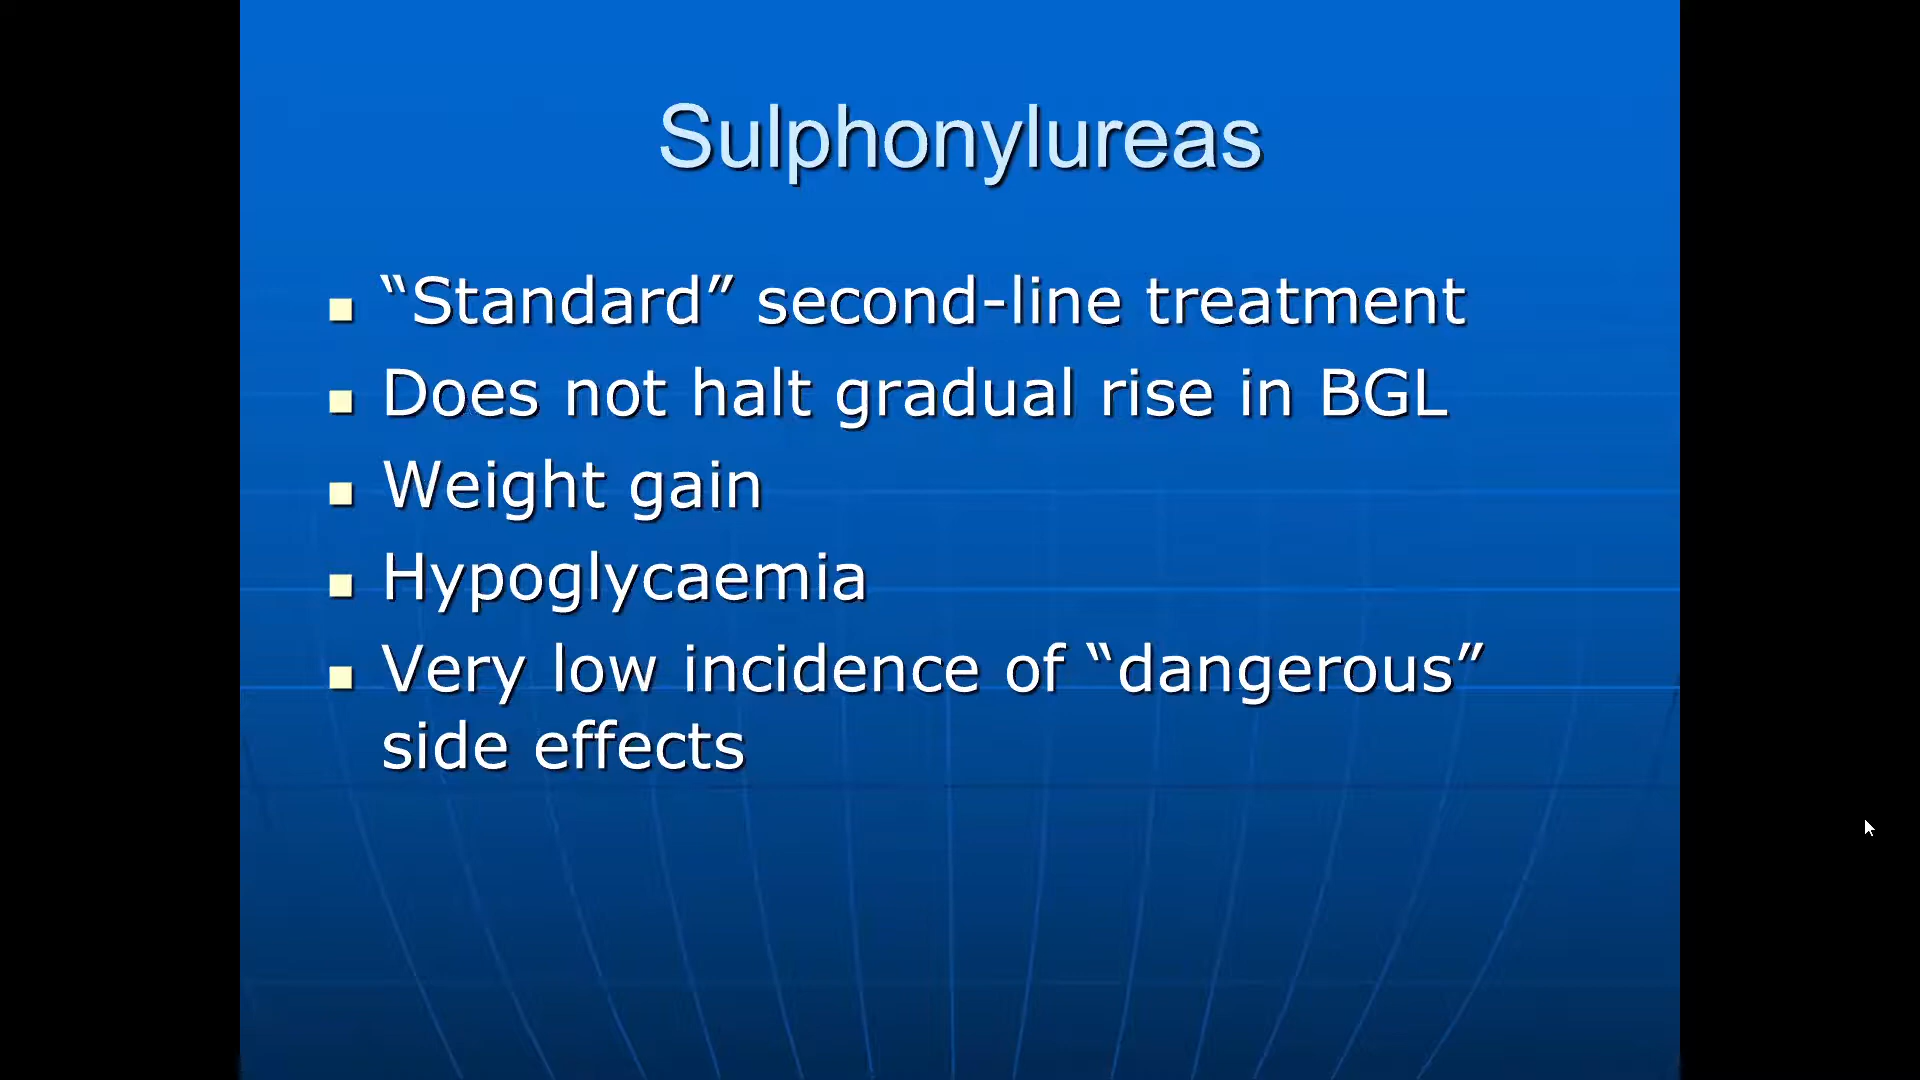 Sulphonylureas
“Standard” second-line treatment
Does not halt gradual rise in BGL
Weight gain
Hypoglycaemia
Very low incidence of “dangerous”
side effects